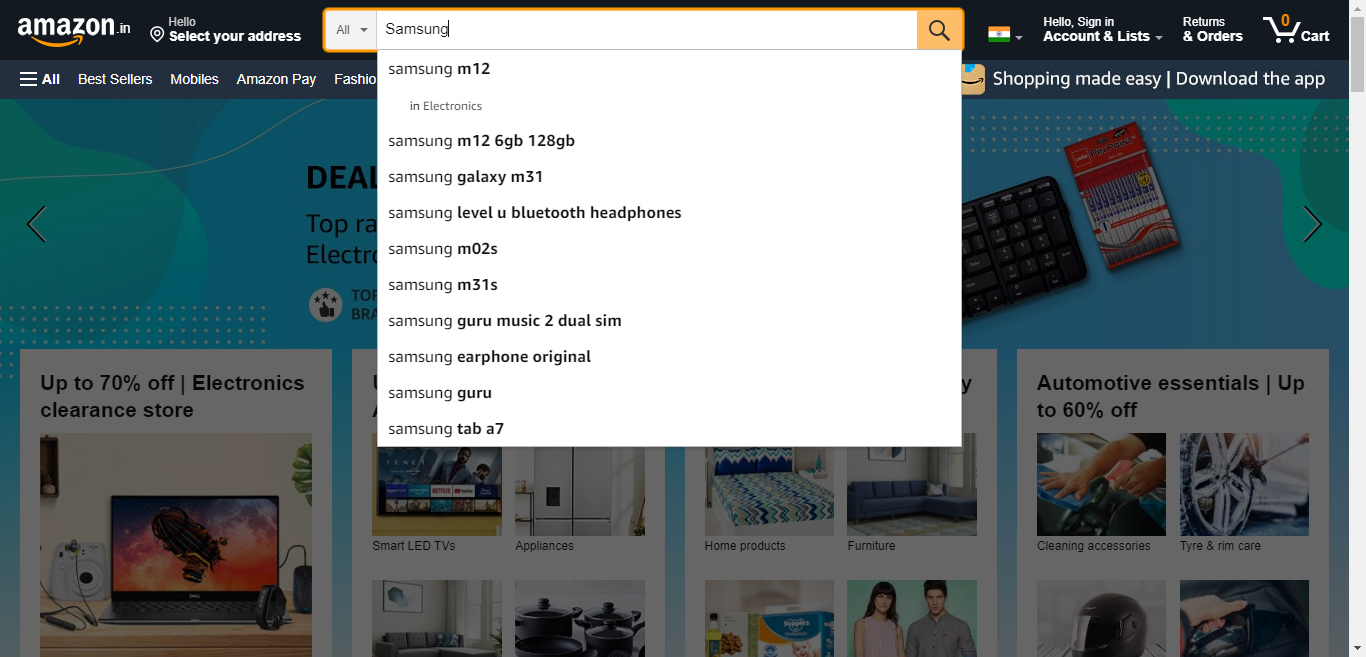 amazon.in
Hello
Select your address
All
Samsung
Hello, Sign in
Account & Lists
Returns
& Orders
0
Cart
All
Best Sellers
Mobiles
Amazon Pay
Fashio
Shopping made easy | Download the app
samsung m12
in Electronics
samsung m12 6gb 128gb
samsung galaxy m31
samsung level u bluetooth headphones
samsung m02s
samsung m31s
samsung guru music 2 dual sim
samsung earphone original
samsung guru
samsung tab a7
DEAL
Top ra
Electro
TOP
BRA
Up to 70% off | Electronics
clearance store
y
Automotive essentials | Up
to 60% off
TENET
Smart LED TVs
Appliances
Home products
Furniture
Cleaning accessories
Tyre & rim care
DELL
Supples